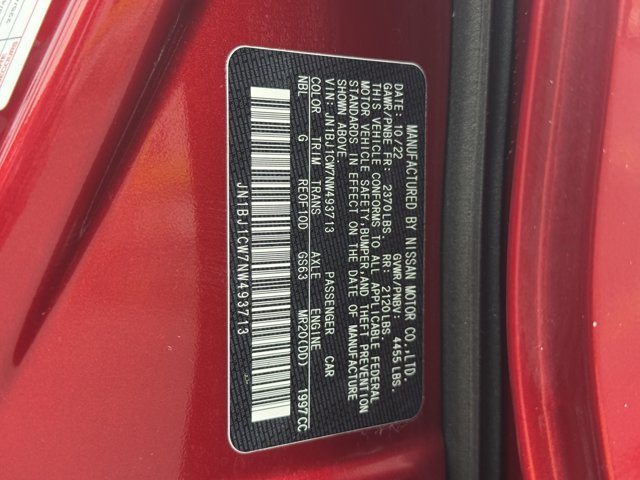 MANUFACTURED BY NISSAN MOTOR CO.,LTD.
DATE: 10/22 GVWR/PNBV: 4455 LBS.
GAWR/PNBE FR: 2370LBS. RR: 2120LBS.
THIS VEHICLE CONFORMS TO ALL APPLICABLE FEDERAL
MOTOR VEHICLE SAFETY,BUMPER,AND THEFT PREVENTION
STANDARDS IN EFFECT ON THE DATE OF MANUFACTURE
SHOWN ABOVE.
VIN: JN1BJ1CW7NW493713 PASSENGER CAR
COLOR TRIM TRANS AXLE ENGINE
NBL G REOF10D GS63 MR20(DD) 1997CC
JN1BJ1CW7NW493713